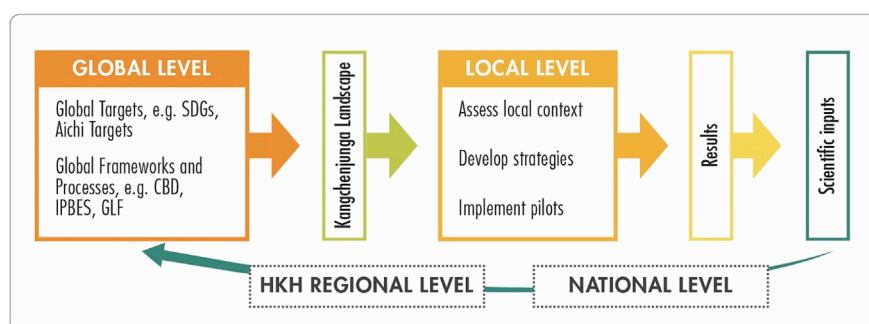 GLOBAL LEVEL
Global Targets, e.g. SDGs,
Aichi Targets
Global Frameworks and
Processes, e.g. CBD,
IPBES, GLF
Kangchenjunga Landscape
LOCAL LEVEL
Assess local context
Develop strategies
Implement pilots
Results
Scientific inputs
HKH REGIONAL LEVEL
NATIONAL LEVEL